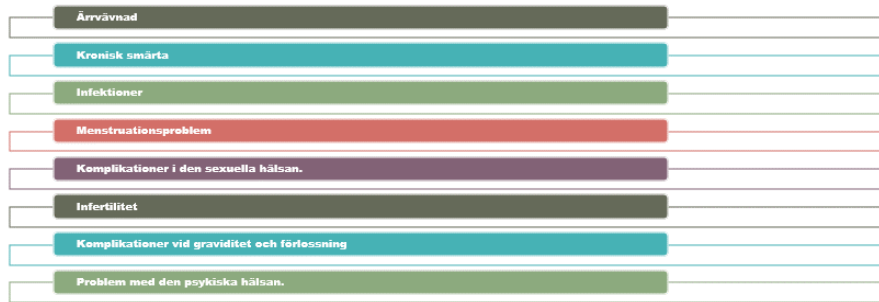 Ärrvävnad
Kronisk smärta
Infektioner
Menstruationsproblem
Komplikationer i den sexuella hälsan.
Infertilitet
Komplikationer vid graviditet och förlossning
Problem med den psykiska hälsan.